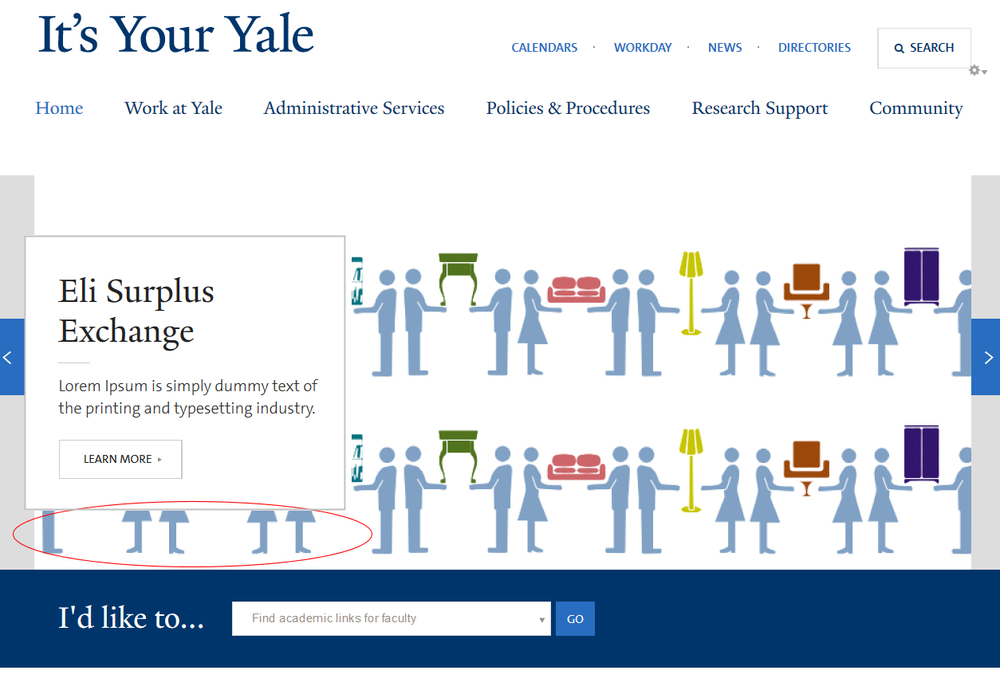 It's Your Yale
CALENDARS · WORKDAY · NEWS · DIRECTORIES
SEARCH
Home Work at Yale Administrative Services Policies & Procedures Research Support Community
Eli Surplus
Exchange
Lorem Ipsum is simply dummy text of
the printing and typesetting industry.
LEARN MORE
I'd like to... Find academic links for faculty GO